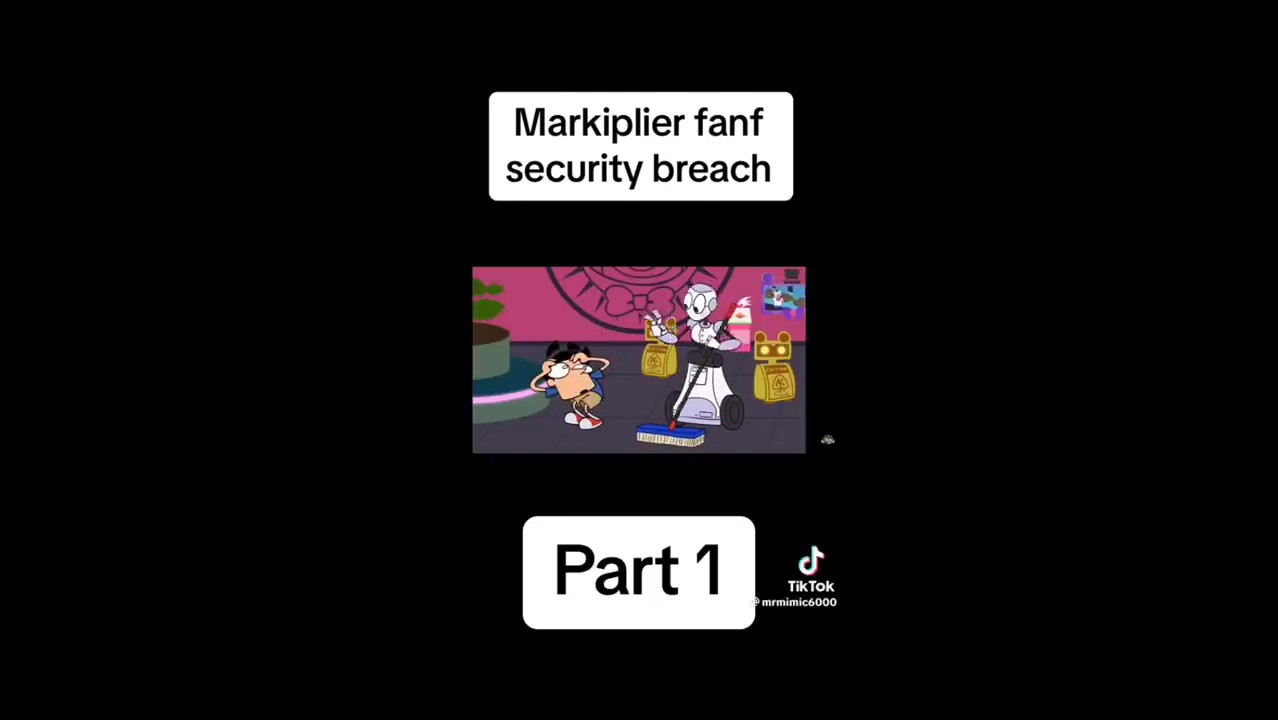 Markiplier fanf
security breach
Part 1
TikTok
@mrmimic6000